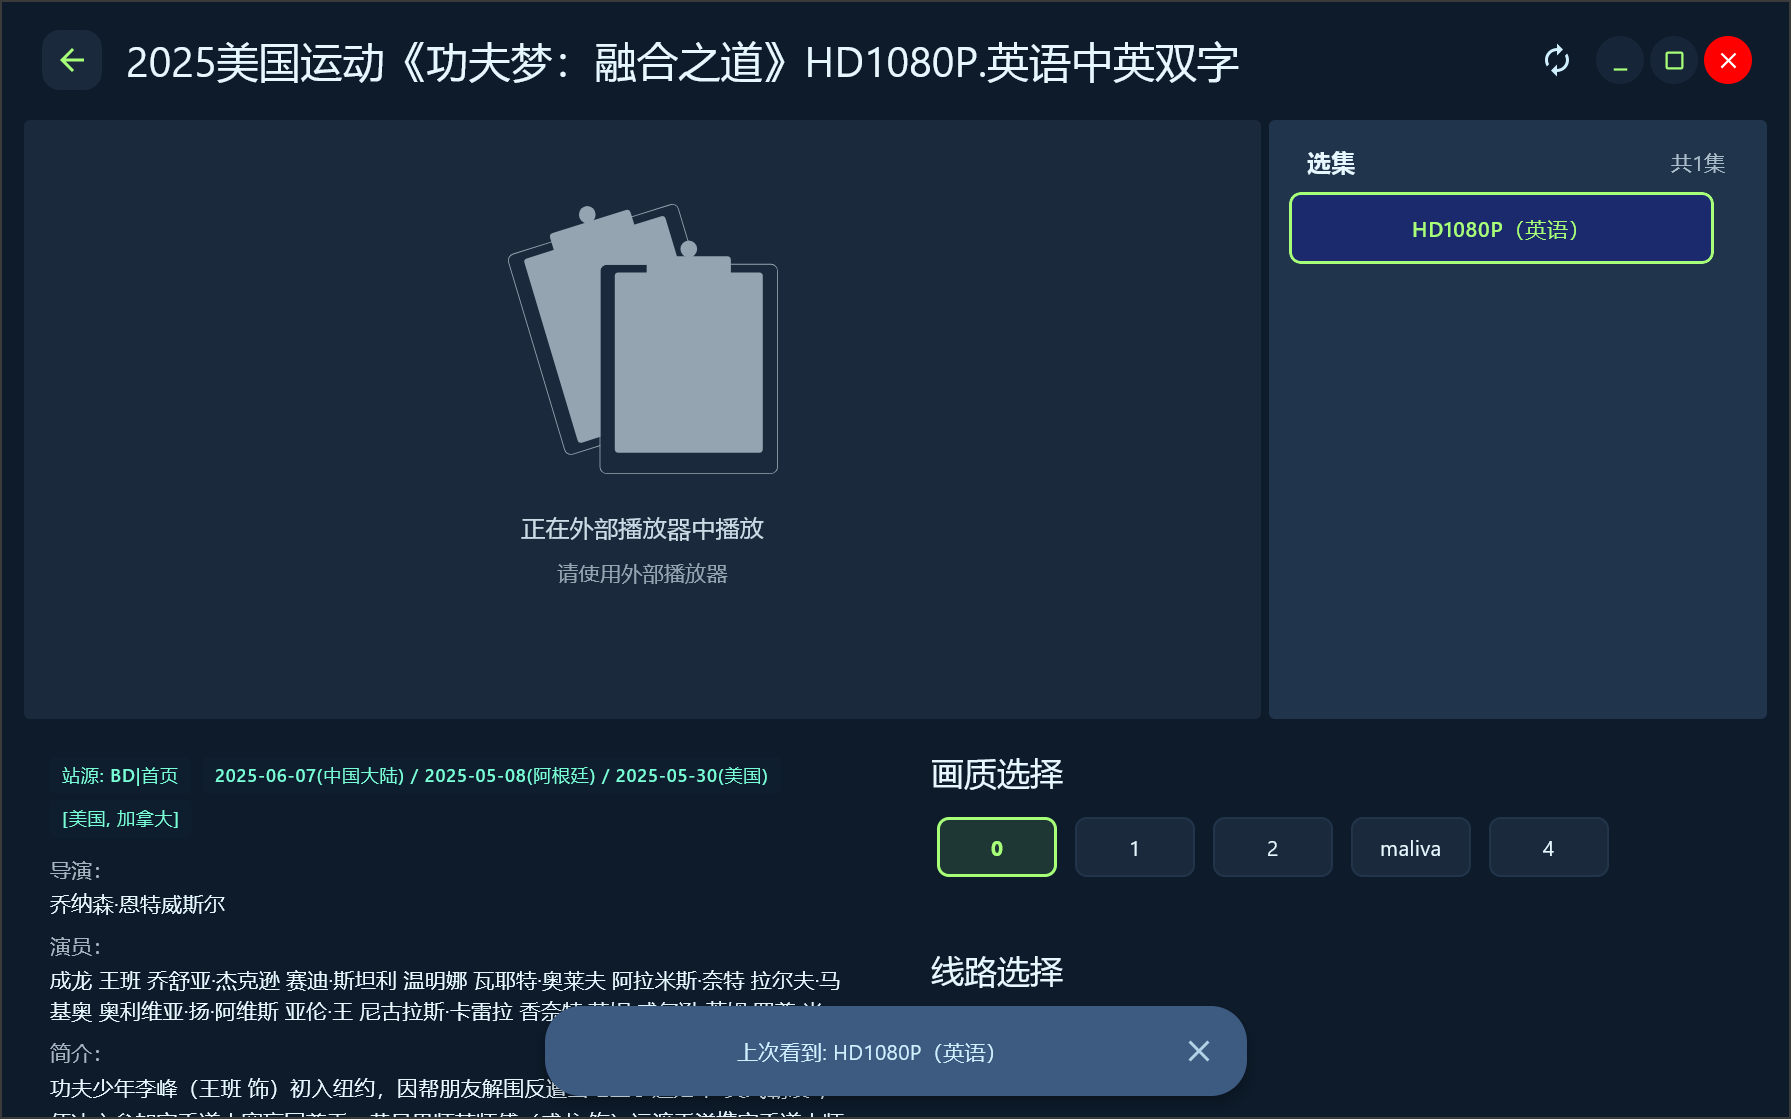 2025美国运动《功夫梦：融合之道》HD1080P.英语中英双字
正在外部播放器中播放
请使用外部播放器
选集
共1集
HD1080P（英语）
站源: BD|首页
2025-06-07(中国大陆) / 2025-05-08(阿根廷) / 2025-05-30(美国)
[美国, 加拿大]
导演：
乔纳森·恩特威斯尔
演员：
成龙 王班 乔舒亚·杰克逊 赛迪·斯坦利 温明娜 瓦耶特·奥莱夫 阿拉米斯·奈特 拉尔夫·马
基奥 奥利维亚·扬·阿维斯 亚伦·王 尼古拉斯·卡雷拉 香奈特
简介：
功夫少年李峰（王班 饰）初入纽约，因帮朋友解围反遭
画质选择
0
1
2
maliva
4
线路选择
上次看到: HD1080P（英语）